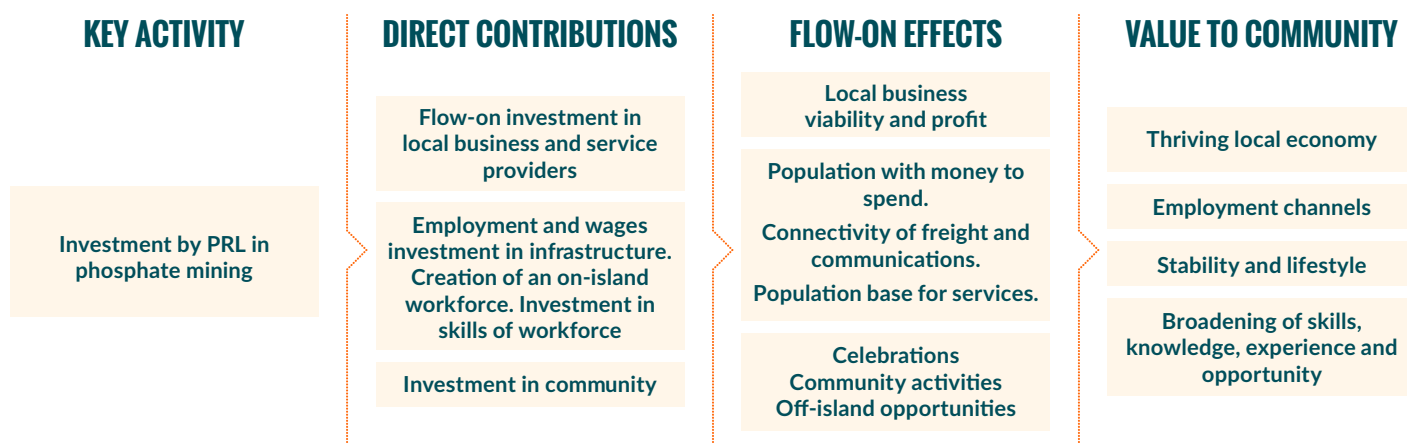 KEY ACTIVITY
Investment by PRL in
phosphate mining
DIRECT CONTRIBUTIONS
Flow-on investment in
local business and service
providers
Employment and wages
investment in infrastructure.
Creation of an on-island
workforce. Investment in
skills of workforce
Investment in community
FLOW-ON EFFECTS
Local business
viability and profit
Population with money to
spend.
Connectivity of freight and
communications.
Population base for services.
Celebrations
Community activities
Off-island opportunities
VALUE TO COMMUNITY
Thriving local economy
Employment channels
Stability and lifestyle
Broadening of skills,
knowledge, experience and
opportunity